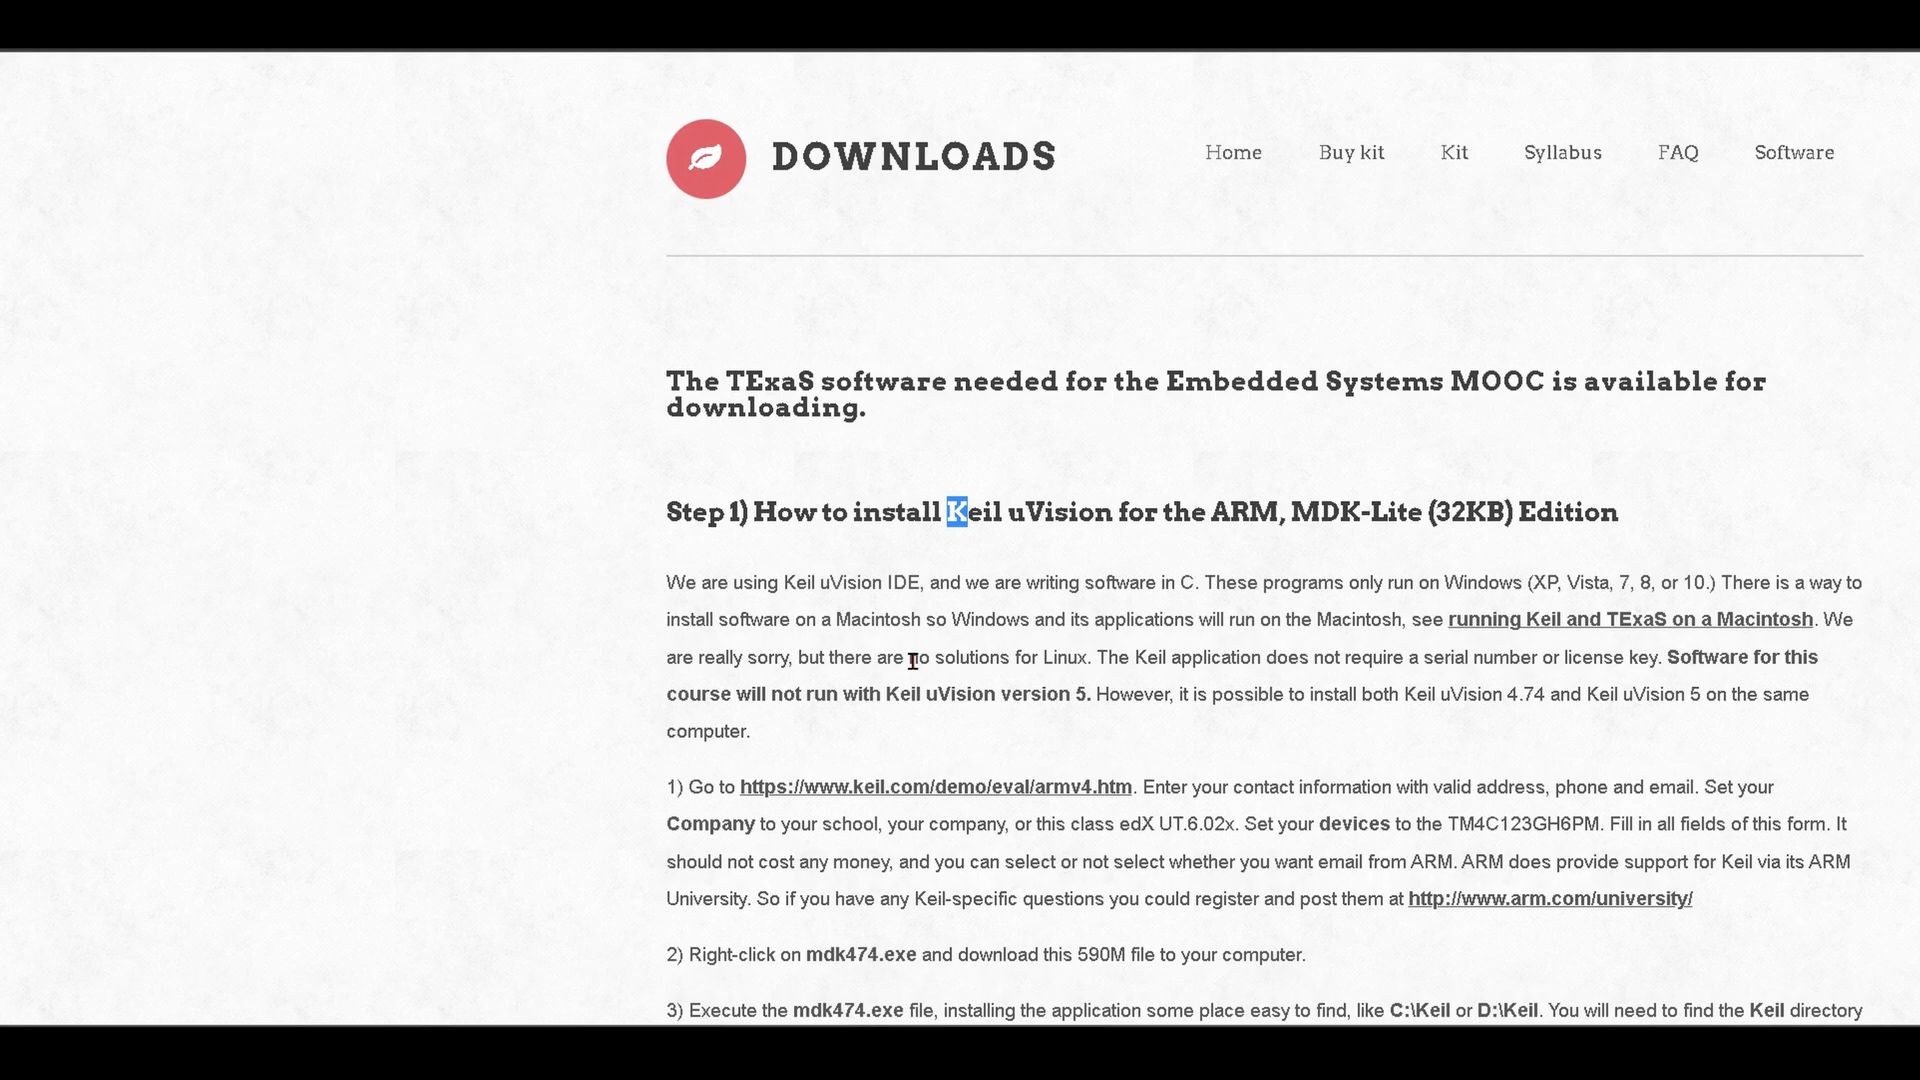 DOWNLOADS
Home Buy kit Kit Syllabus FAQ Software
The TExaS software needed for the Embedded Systems MOOC is available for
downloading.
Step 1) How to install Keil uVision for the ARM, MDK-Lite (32KB) Edition
We are using Keil uVision IDE, and we are writing software in C. These programs only run on Windows (XP, Vista, 7, 8, or 10.) There is a way to
install software on a Macintosh so Windows and its applications will run on the Macintosh, see running Keil and TExaS on a Macintosh. We
are really sorry, but there are no solutions for Linux. The Keil application does not require a serial number or license key. Software for this
course will not run with Keil uVision version 5. However, it is possible to install both Keil uVision 4.74 and Keil uVision 5 on the same
computer.
1) Go to https://www.keil.com/demo/eval/armv4.htm. Enter your contact information with valid address, phone and email. Set your
Company to your school, your company, or this class edX UT.6.02x. Set your devices to the TM4C123GH6PM. Fill in all fields of this form. It
should not cost any money, and you can select or not select whether you want email from ARM. ARM does provide support for Keil via its ARM
University. So if you have any Keil-specific questions you could register and post them at http://www.arm.com/university/
2) Right-click on mdk474.exe and download this 590M file to your computer.
3) Execute the mdk474.exe file, installing the application some place easy to find, like C:\Keil or D:\Keil. You will need to find the Keil directory